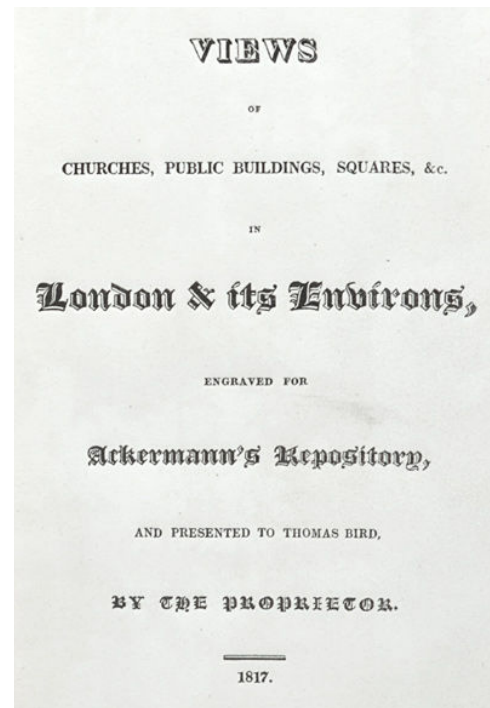 VIEWS
OF
CHURCHES, PUBLIC BUILDINGS, SQUARES, &c.
IN
London & its Environs,
ENGRAVED FOR
Ackermann's Repository,
AND PRESENTED TO THOMAS BIRD,
BY THE PROPRIETOR.
1817.